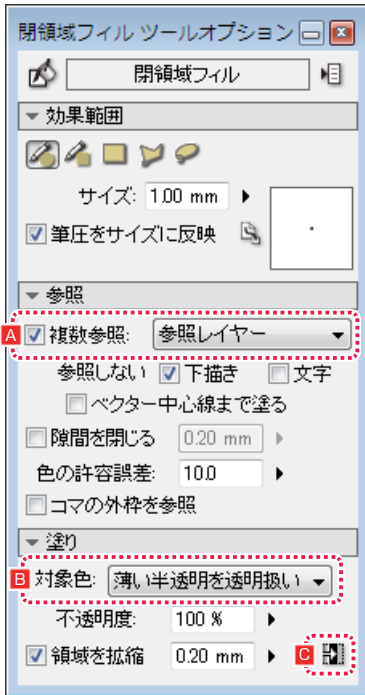 閉領域フィル ツールオプション
閉領域フィル
効果範囲
サイズ: 1.00 mm
筆圧をサイズに反映
参照
A 複数参照: 参照レイヤー
参照しない 下描き 文字
ベクター中心線まで塗る
隙間を閉じる 0.20 mm
色の許容誤差: 10.0
コマの外枠を参照
塗り
B 対象色: 薄い半透明を透明扱い
不透明度: 100 %
領域を拡縮 0.20 mm C